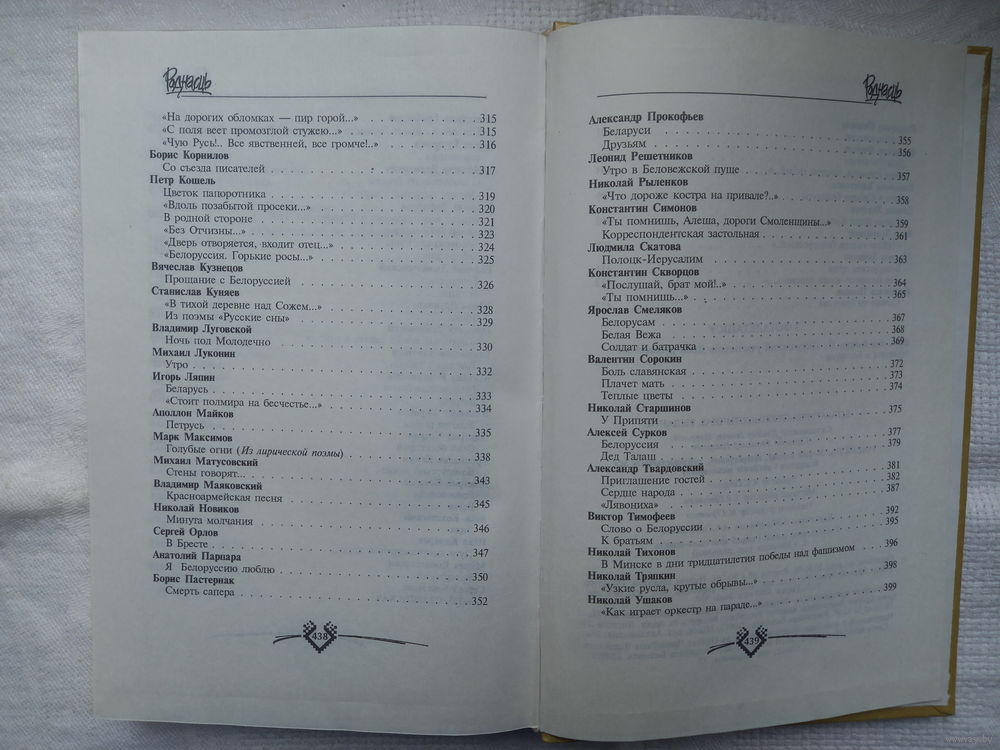 Роднасць
«На дорогих обломках — пир горой...» . . . 315
«С поля веет промозглой стужею...» . . . 315
«Чую Русь!.. Все явственней, все громче!..» . . . 316
Борис Корнилов
Со съезда писателей . . . 317
Петр Кошель
Цветок папоротника . . . 319
«Вдоль позабытой просеки...» . . . 320
В родной стороне . . . 321
«Без Отчизны...» . . . 323
«Дверь отворяется, входит отец...» . . . 324
«Белоруссия. Горькие росы...» . . . 325
Вячеслав Кузнецов
Прощание с Белоруссией . . . 326
Станислав Куняев
«В тихой деревне над Сожем...» . . . 328
Из поэмы «Русские сны» . . . 329
Владимир Луговской
Ночь под Молодечно . . . 330
Михаил Луконин
Утро . . . 332
Игорь Ляпин
Беларусь . . . 333
«Стоит полмира на бесчестье...» . . . 334
Аполлон Майков
Петрусь . . . 335
Марк Максимов
Голубые огни (Из лирической поэмы) . . . 338
Михаил Матусовский
Стены говорят... . . . 343
Владимир Маяковский
Красноармейская песня . . . 345
Николай Новиков
Минута молчания . . . 346
Сергей Орлов
В Бресте . . . 347
Анатолий Парпара
Я Белоруссию люблю . . . 350
Борис Пастернак
Смерть сапера . . . 352
438
Роднасць
Александр Прокофьев
Беларуси . . . 355
Друзьям . . . 356
Леонид Решетников
Утро в Беловежской пуще . . . 357
Николай Рыленков
«Что дороже костра на привале?..» . . . 358
Константин Симонов
«Ты помнишь, Алеша, дороги Смоленщины...» . . . 359
Корреспондентская застольная . . . 361
Людмила Скатова
Полоцк-Иерусалим . . . 363
Константин Скворцов
«Послушай, брат мой!..» . . . 364
«Ты помнишь...» . . . 365
Ярослав Смеляков
Белорусам . . . 367
Белая Вежа . . . 368
Солдат и батрачка . . . 369
Валентин Сорокин
Боль славянская . . . 372
Плачет мать . . . 373
Теплые цветы . . . 374
Николай Старшинов
У Припяти . . . 375
Алексей Сурков
Белоруссия . . . 377
Дед Талаш . . . 379
Александр Твардовский
Приглашение гостей . . . 381
Сердце народа . . . 382
«Лявониха» . . . 387
Виктор Тимофеев
Слово о Белоруссии . . . 392
К братьям . . . 395
Николай Тихонов
В Минске в дни тридцатилетия победы над фашизмом . . . 396
Николай Тряпкин
«Узкие русла, крутые обрывы...» . . . 398
Николай Ушаков
«Как играет оркестр на параде...» . . . 399
439
www.ay.by